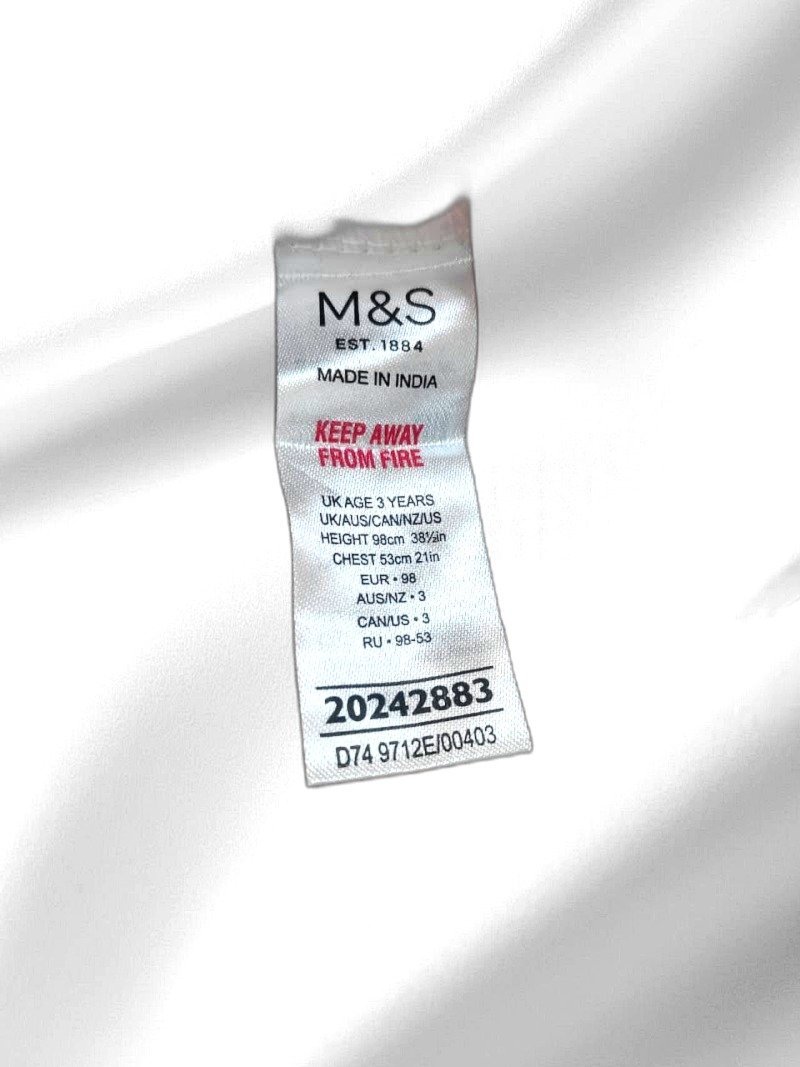 M&S
EST. 1884
MADE IN INDIA
KEEP AWAY
FROM FIRE
UK AGE 3 YEARS
UK/AUS/CAN/NZ/US
HEIGHT 98cm 38½in
CHEST 53cm 21in
EUR • 98
AUS/NZ • 3
CAN/US • 3
RU • 98-53
20242883
D74 9712E/00403